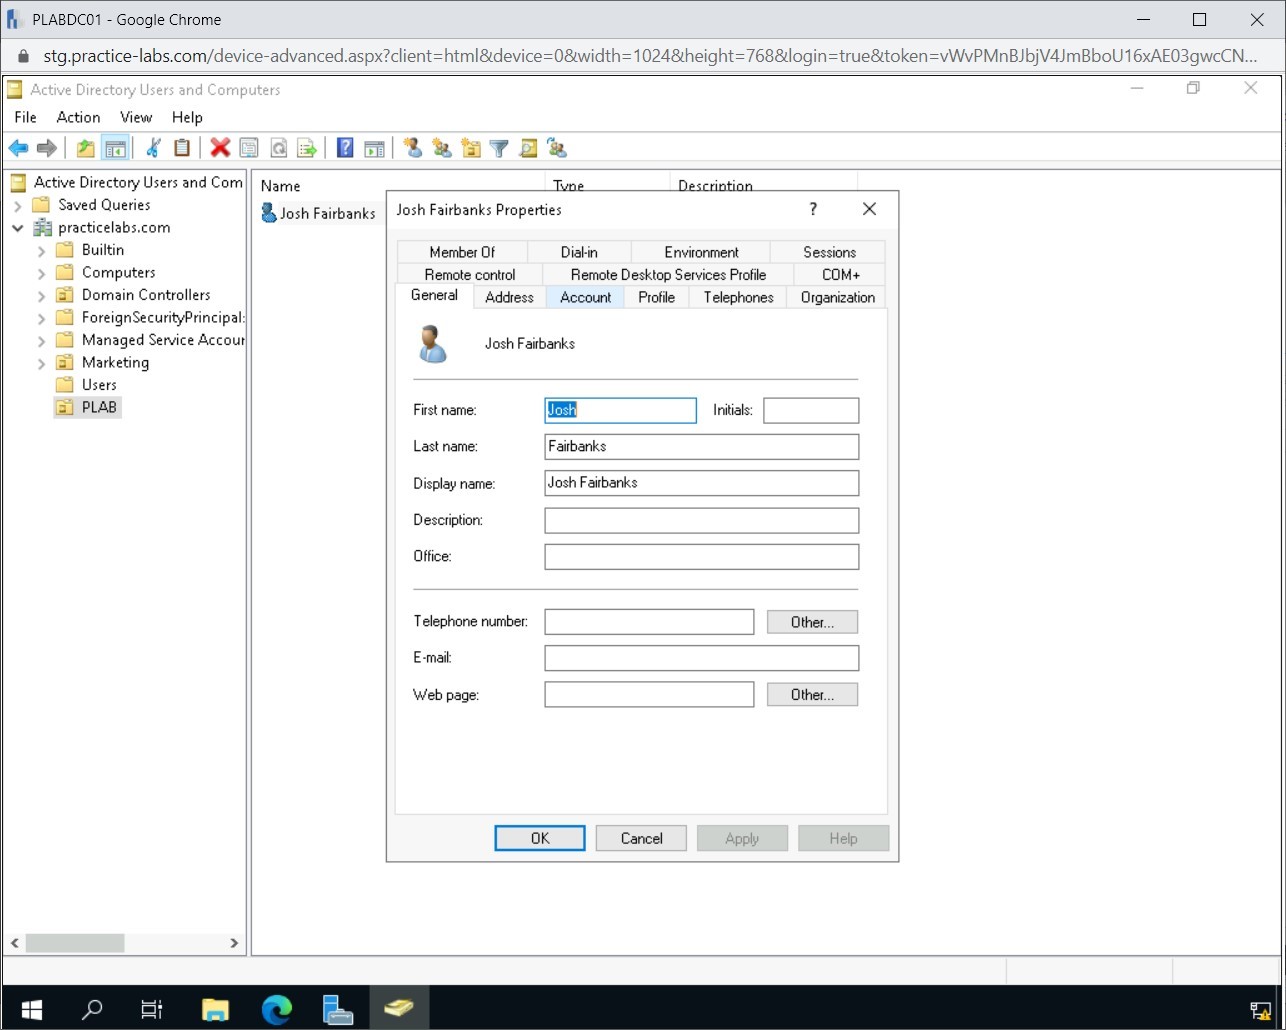 PLABDC01 - Google Chrome
stg.practice-labs.com/device-advanced.aspx?client=html&device=0&width=1024&height=768&login=true&token=vWvPMnBJbjV4JmBboU16xAE03gwcCN...
Active Directory Users and Computers
File Action View Help
Active Directory Users and Com
Saved Queries
practicelabs.com
Builtin
Computers
Domain Controllers
ForeignSecurityPrincipal:
Managed Service Accour
Marketing
Users
PLAB
Name Type Description
Josh Fairbanks
Josh Fairbanks Properties ?
Member Of Dial-in Environment Sessions
Remote control Remote Desktop Services Profile COM+
General Address Account Profile Telephones Organization
Josh Fairbanks
First name: Josh Initials:
Last name: Fairbanks
Display name: Josh Fairbanks
Description:
Office:
Telephone number: Other...
E-mail:
Web page: Other...
OK Cancel Apply Help